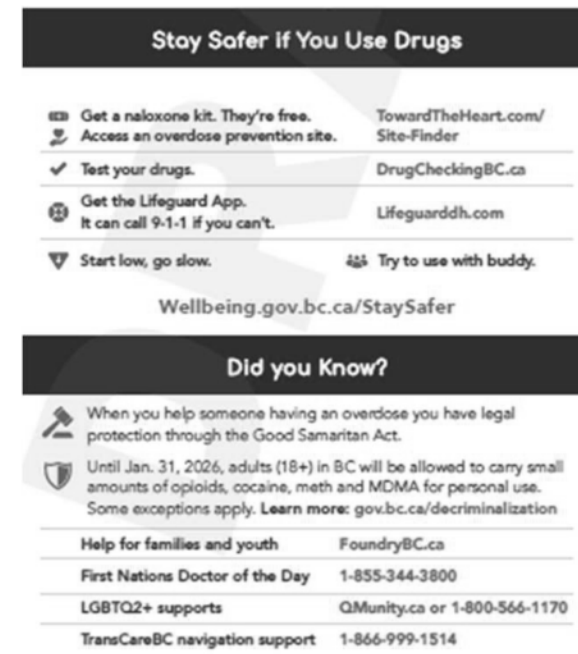 Stay Safer if You Use Drugs
Get a naloxone kit. They're free.
Access an overdose prevention site.
TowardTheHeart.com/
Site-Finder
Test your drugs.
DrugCheckingBC.ca
Get the Lifeguard App.
It can call 9-1-1 if you can't.
Lifeguarddh.com
Start low, go slow.
Try to use with buddy.
Wellbeing.gov.bc.ca/StaySafer
Did you Know?
When you help someone having an overdose you have legal
protection through the Good Samaritan Act.
Until Jan. 31, 2026, adults (18+) in BC will be allowed to carry small
amounts of opioids, cocaine, meth and MDMA for personal use.
Some exceptions apply. Learn more: gov.bc.ca/decriminalization
Help for families and youth FoundryBC.ca
First Nations Doctor of the Day 1-855-344-3800
LGBTQ2+ supports QMunity.ca or 1-800-566-1170
TransCareBC navigation support 1-866-999-1514